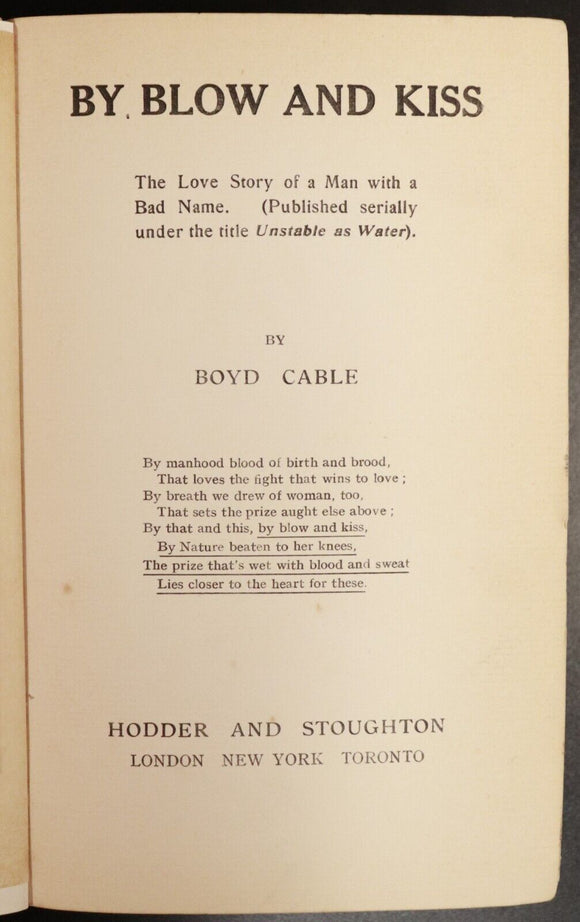 BY BLOW AND KISS
The Love Story of a Man with a
Bad Name. (Published serially
under the title Unstable as Water).
BY
BOYD CABLE
By manhood blood of birth and brood,
That loves the fight that wins to love ;
By breath we drew of woman, too,
That sets the prize aught else above ;
By that and this, by blow and kiss,
By Nature beaten to her knees,
The prize that's wet with blood and sweat
Lies closer to the heart for these.
HODDER AND STOUGHTON
LONDON NEW YORK TORONTO